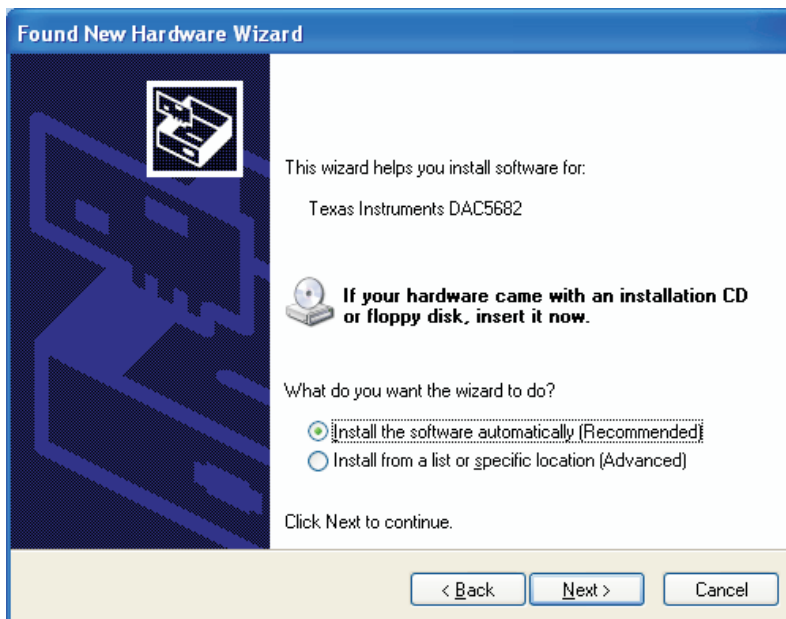 Found New Hardware Wizard
This wizard helps you install software for:
Texas Instruments DAC5682
If your hardware came with an installation CD
or floppy disk, insert it now.
What do you want the wizard to do?
Install the software automatically (Recommended)
Install from a list or specific location (Advanced)
Click Next to continue.
< Back Next > Cancel